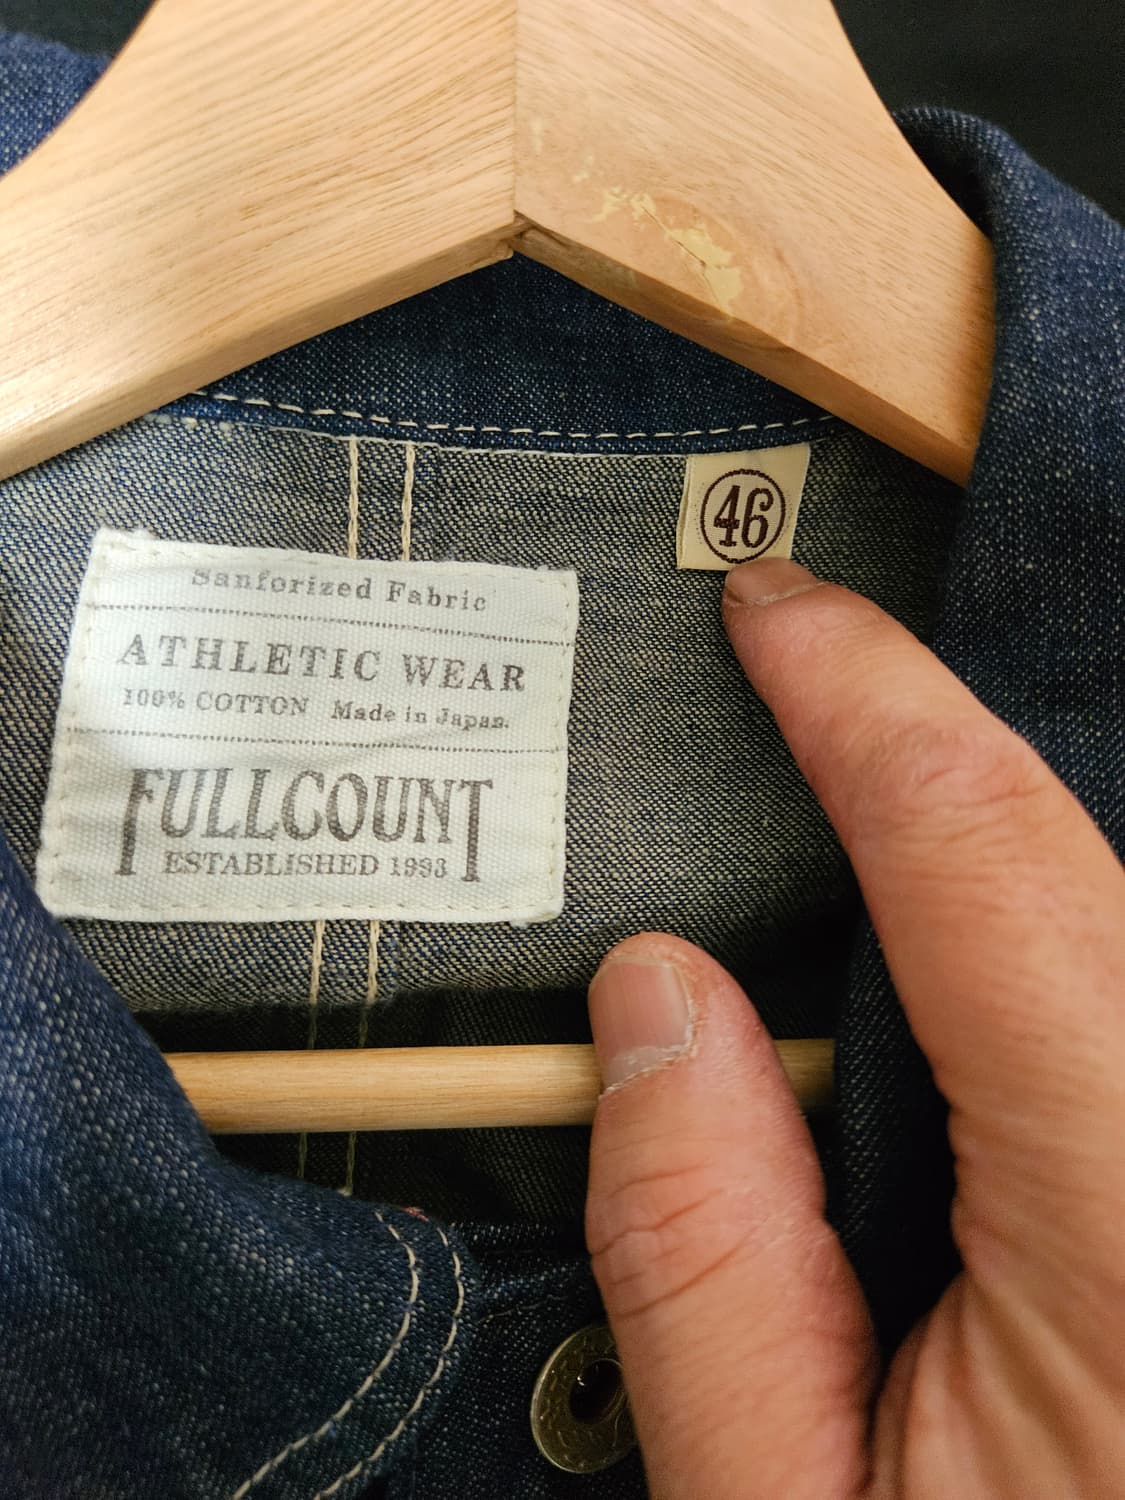 46
Sanforized Fabric
ATHLETIC WEAR
100% COTTON Made in Japan.
FULLCOUNT
ESTABLISHED 1993